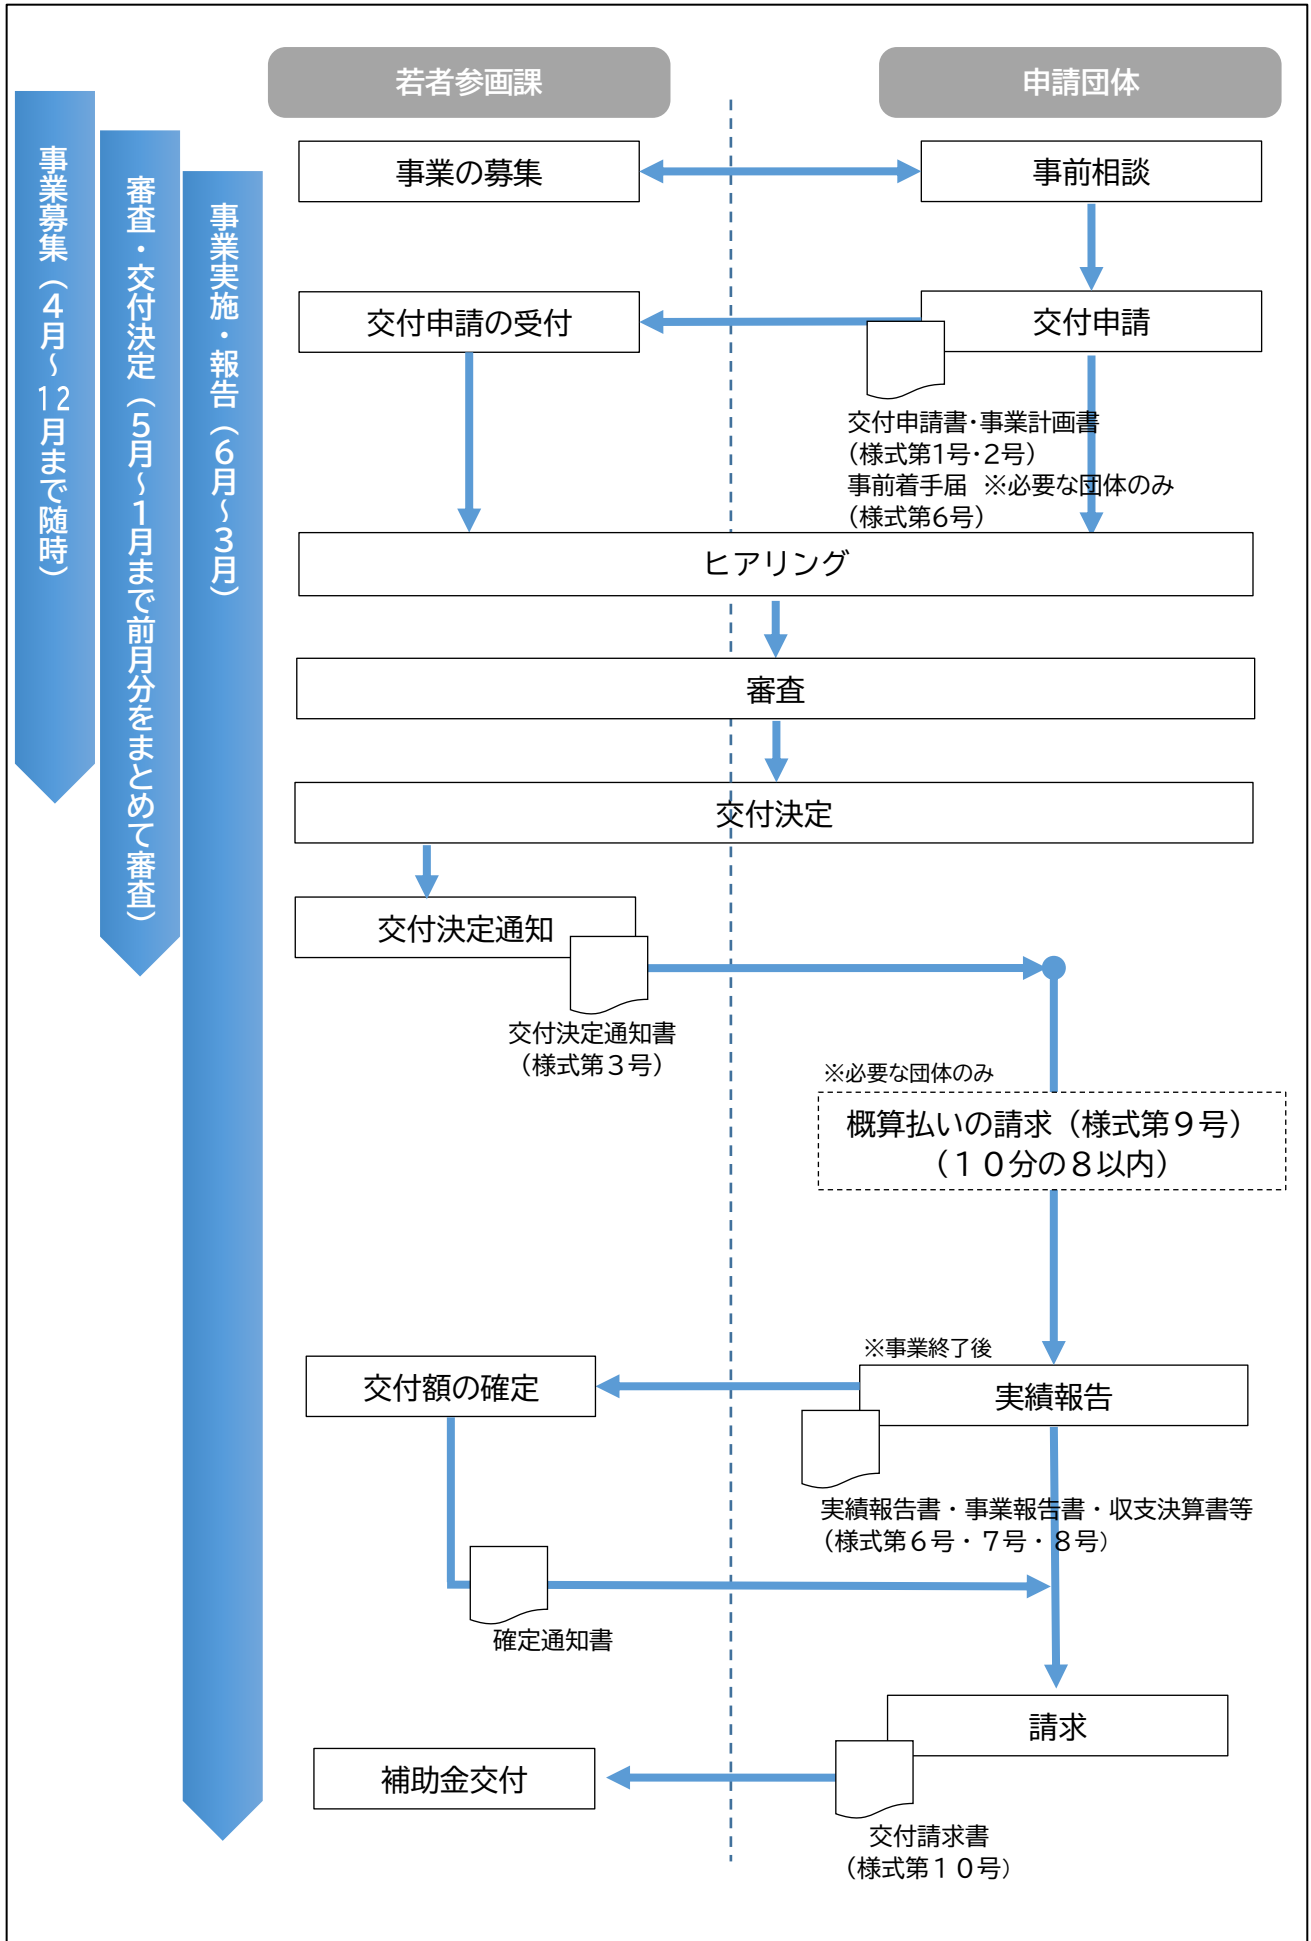 若者参画課
申請団体
事業募集（４月～12月まで随時）
審査・交付決定（５月～１月まで前月分をまとめて審査）
事業実施・報告（６月～３月）
事業の募集
事前相談
交付申請の受付
交付申請
交付申請書･事業計画書
（様式第1号･2号）
事前着手届　※必要な団体のみ
（様式第6号）
ヒアリング
審査
交付決定
交付決定通知
交付決定通知書
（様式第３号）
※必要な団体のみ
概算払いの請求（様式第９号）
（１０分の８以内）
※事業終了後
交付額の確定
実績報告
実績報告書・事業報告書・収支決算書等
（様式第６号・７号・８号）
確定通知書
請求
補助金交付
交付請求書
（様式第１０号）